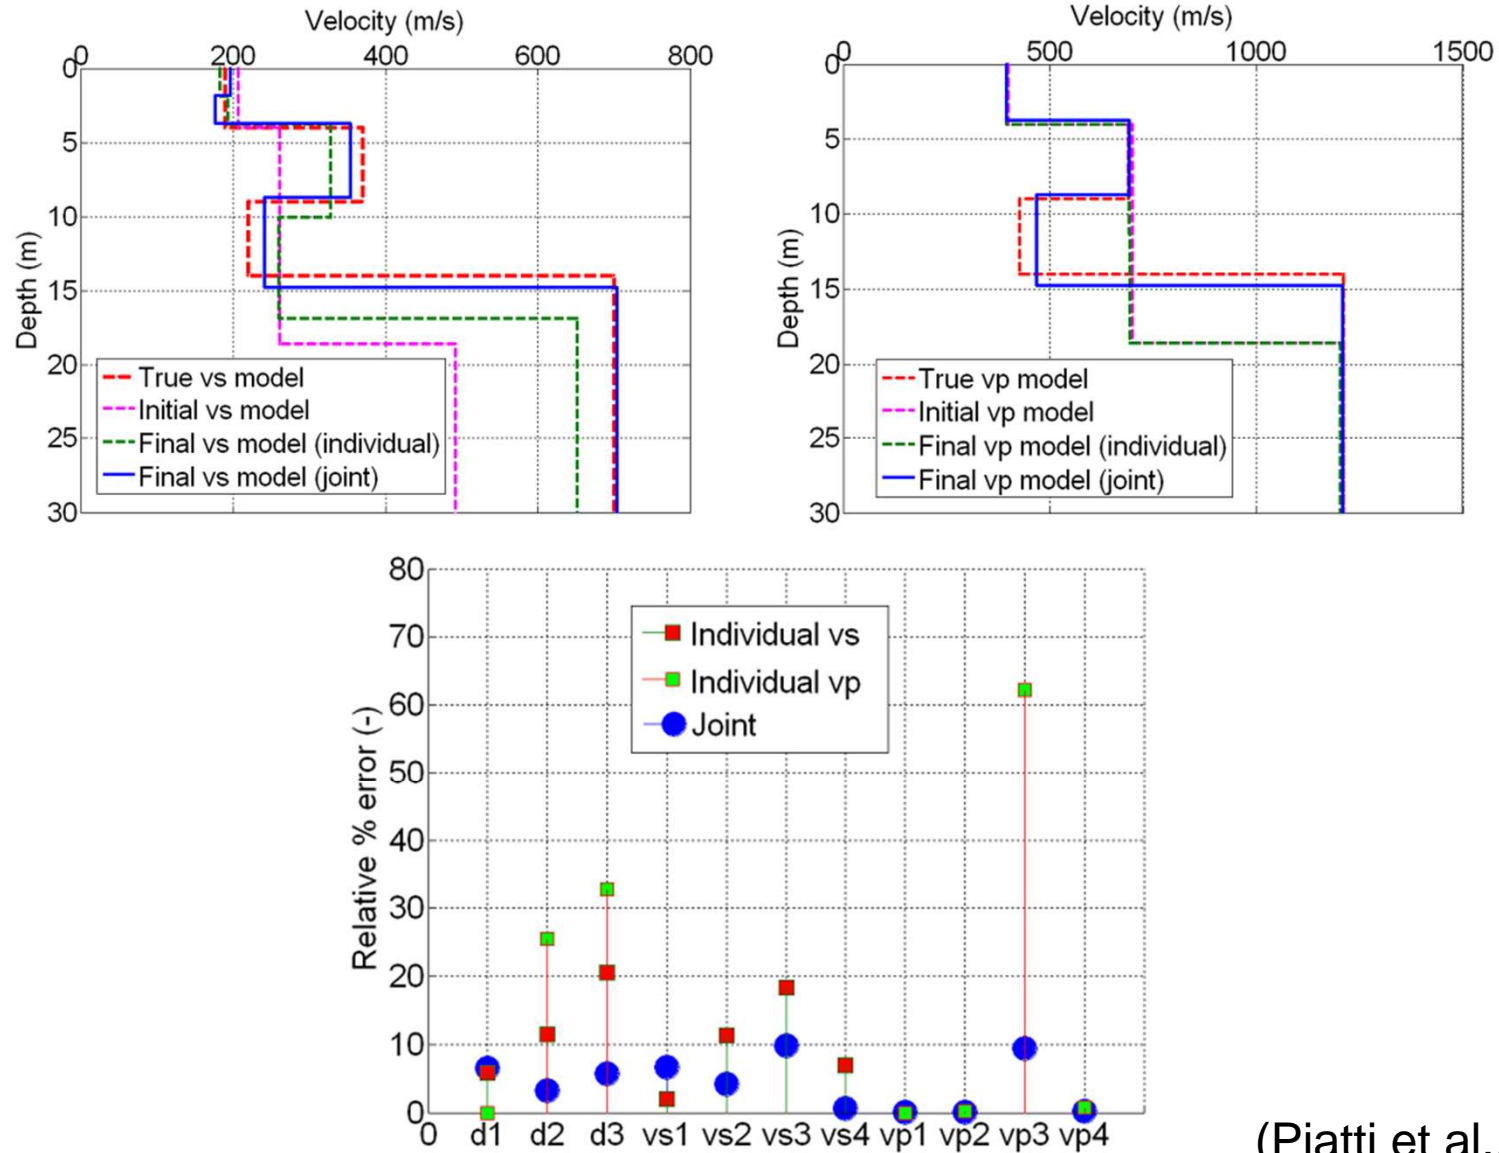 Velocity (m/s)
0 200 400 600 800
0
5
10
15
20
25
30
Depth (m)
True vs model
Initial vs model
Final vs model (individual)
Final vs model (joint)
Velocity (m/s)
0 500 1000 1500
0
5
10
15
20
25
30
Depth (m)
True vp model
Initial vp model
Final vp model (individual)
Final vp model (joint)
80
70
60
50
40
30
20
10
0
Relative % error (-)
Individual vs
Individual vp
Joint
0 d1 d2 d3 vs1 vs2 vs3 vs4 vp1 vp2 vp3 vp4
(Piatti et al.